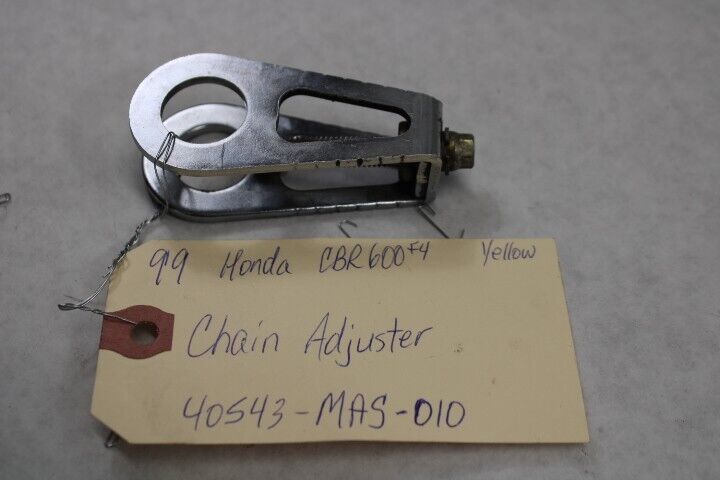 99 Honda CBR600F4 Yellow
Chain Adjuster
40543-MAS-010